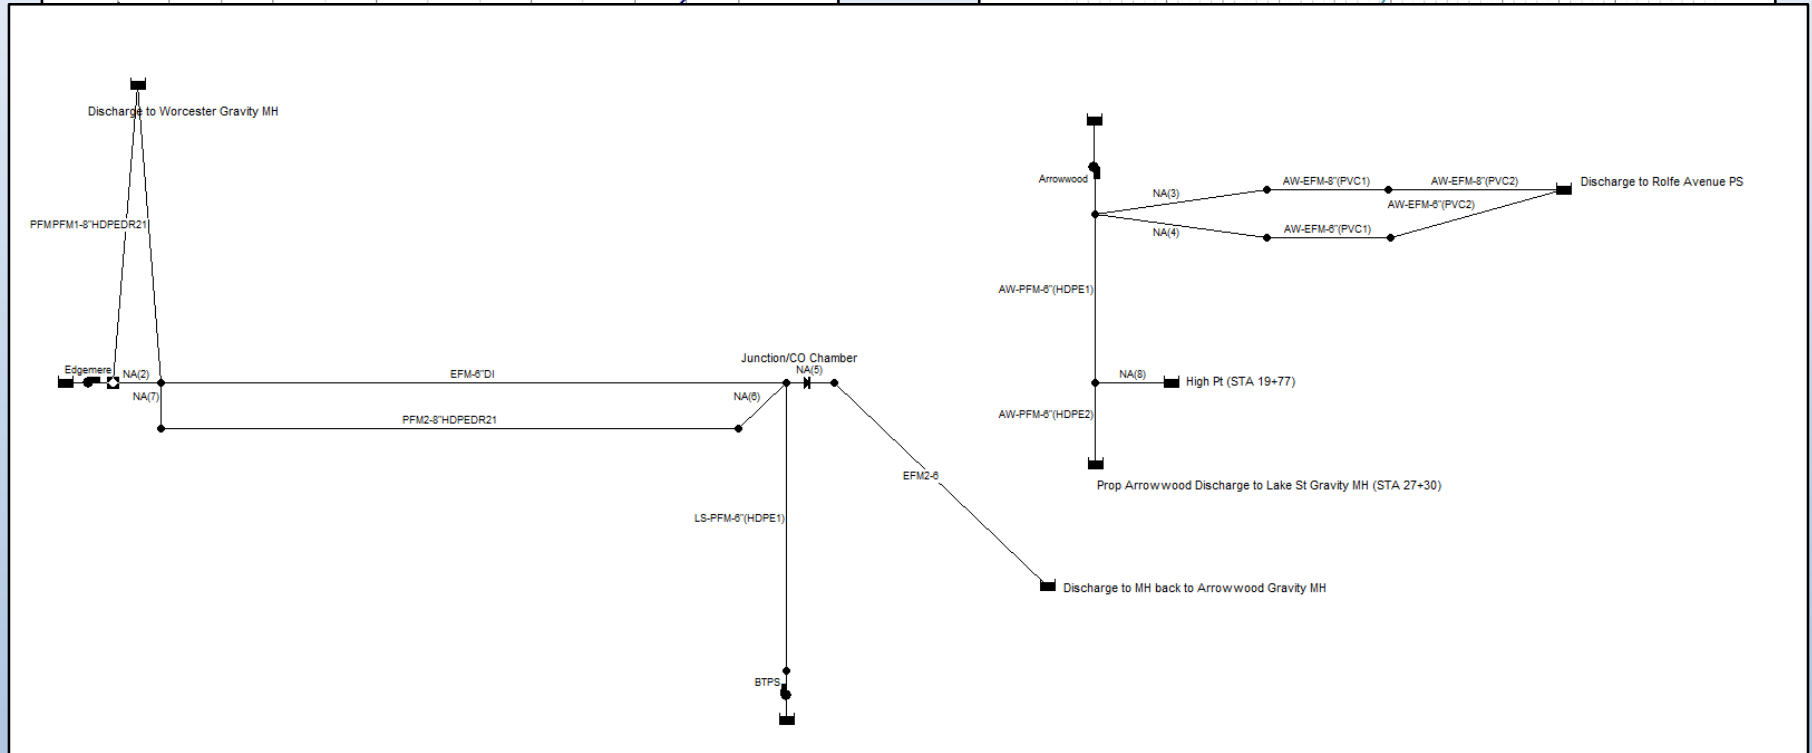 Discharge to Worcester Gravity MH
Arrowwood
NA(3)
AW-EFM-8"(PVC1)
AW-EFM-8"(PVC2)
Discharge to Rolfe Avenue PS
AW-EFM-6"(PVC2)
PFMPFM1-8"HDPEDR21
NA(4)
AW-EFM-6"(PVC1)
AW-PFM-6"(HDPE1)
Junction/CO Chamber
Edgemere
NA(2)
EFM-6"DI
NA(5)
NA(8)
High Pt (STA 19+77)
NA(7)
NA(6)
PFM2-8"HDPEDR21
AW-PFM-6"(HDPE2)
EFM2-6
Prop Arrowwood Discharge to Lake St Gravity MH (STA 27+30)
LS-PFM-6"(HDPE1)
Discharge to MH back to Arrowwood Gravity MH
BTPS